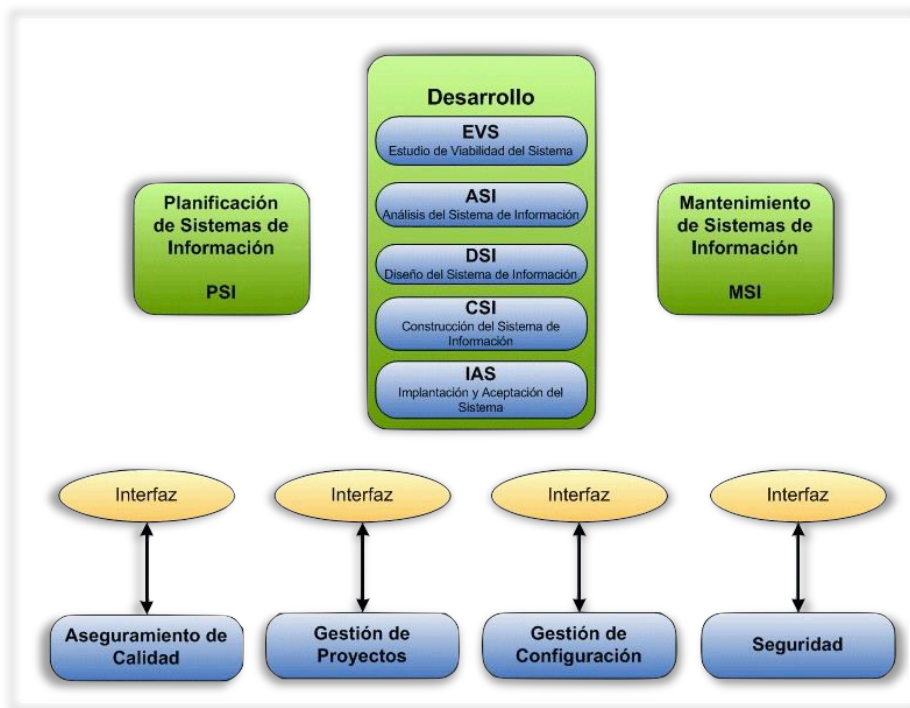 Desarrollo
EVS
Estudio de Viabilidad del Sistema
ASI
Análisis del Sistema de Información
DSI
Diseño del Sistema de Información
CSI
Construcción del Sistema de
Información
IAS
Implantación y Aceptación del
Sistema
Planificación
de Sistemas de
Información
PSI
Mantenimiento
de Sistemas de
Información
MSI
Interfaz
Interfaz
Interfaz
Interfaz
Aseguramiento de
Calidad
Gestión de
Proyectos
Gestión de
Configuración
Seguridad